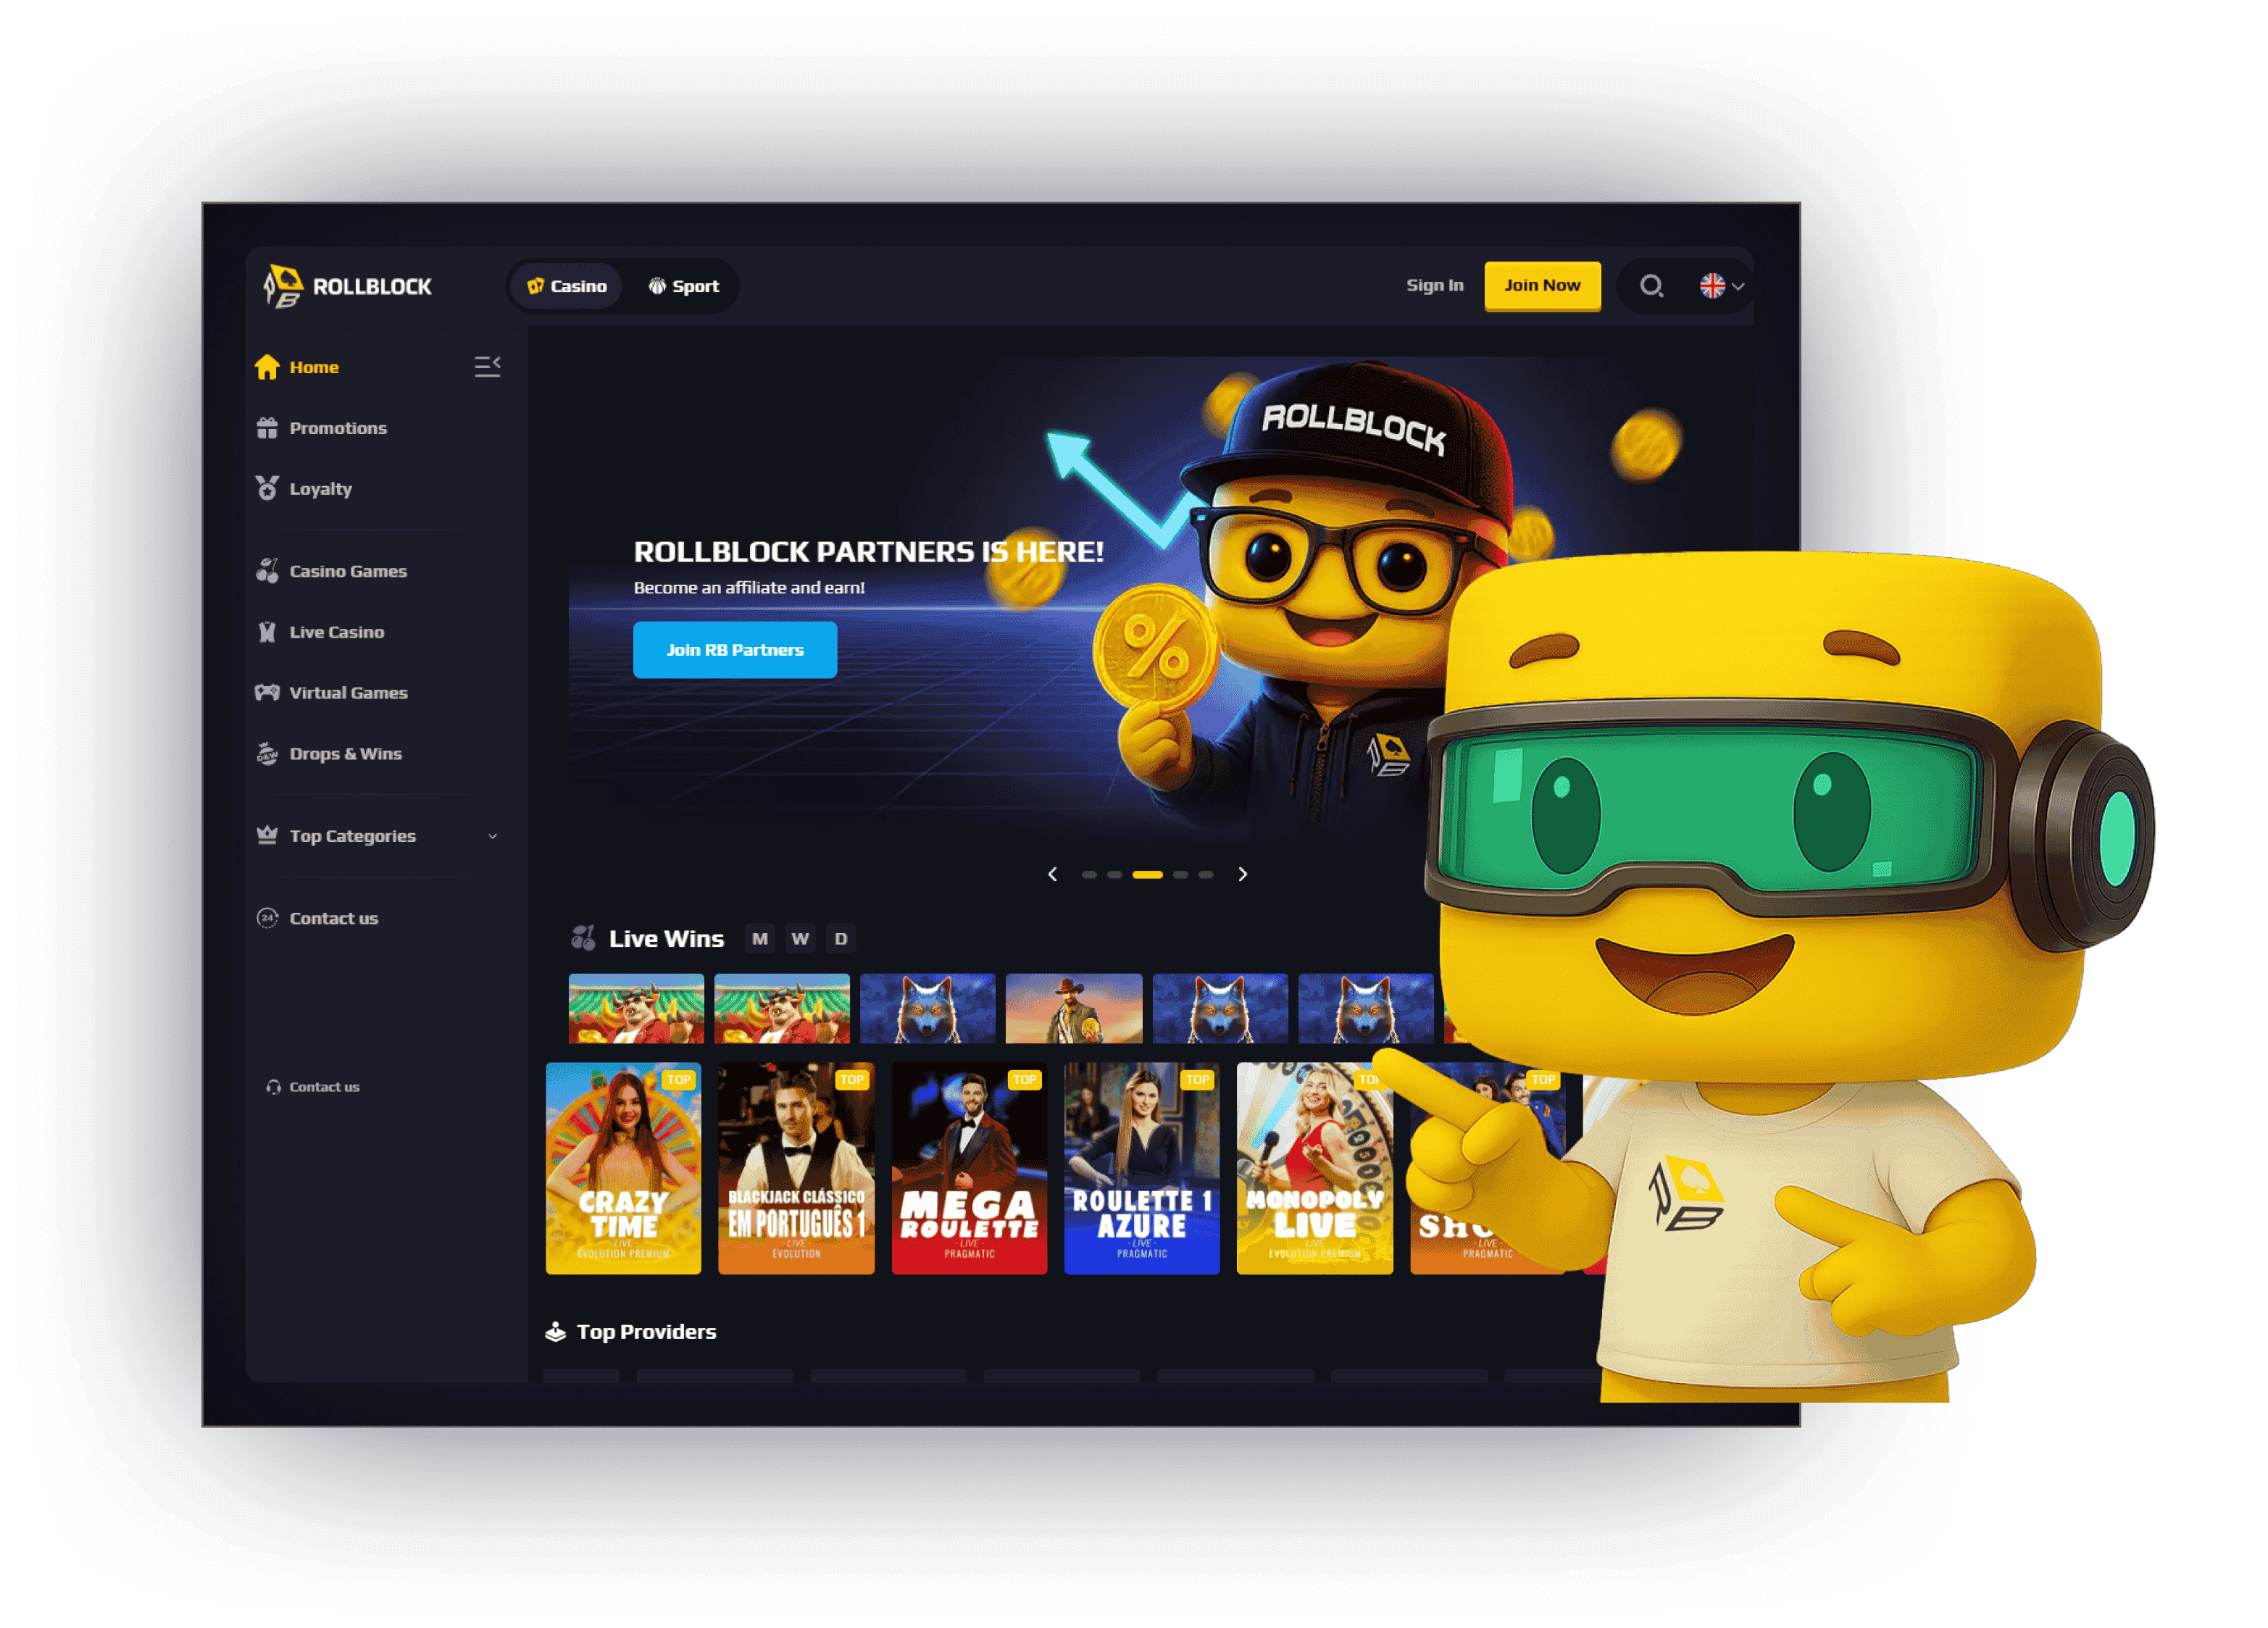 ROLLBLOCK
Casino
Sport
Sign In
Join Now
Home
Promotions
Loyalty
Casino Games
Live Casino
Virtual Games
Drops & Wins
Top Categories
24
Contact us
Contact us
ROLLBLOCK
ROLLBLOCK PARTNERS IS HERE!
Become an affiliate and earn!
Join RB Partners
%
Live Wins
M W D
TOP
CRAZY
TIME
- LIVE -
EVOLUTION PREMIUM
TOP
BLACKJACK CLÁSSICO
EM PORTUGUÊS 1
- LIVE -
EVOLUTION
TOP
MEGA
ROULETTE
- LIVE -
PRAGMATIC
TOP
ROULETTE 1
AZURE
- LIVE -
PRAGMATIC
MONOPOLY
LIVE
- LIVE -
EVOLUTION PREMIUM
TOP
- LIVE -
PRAGMATIC
Top Providers